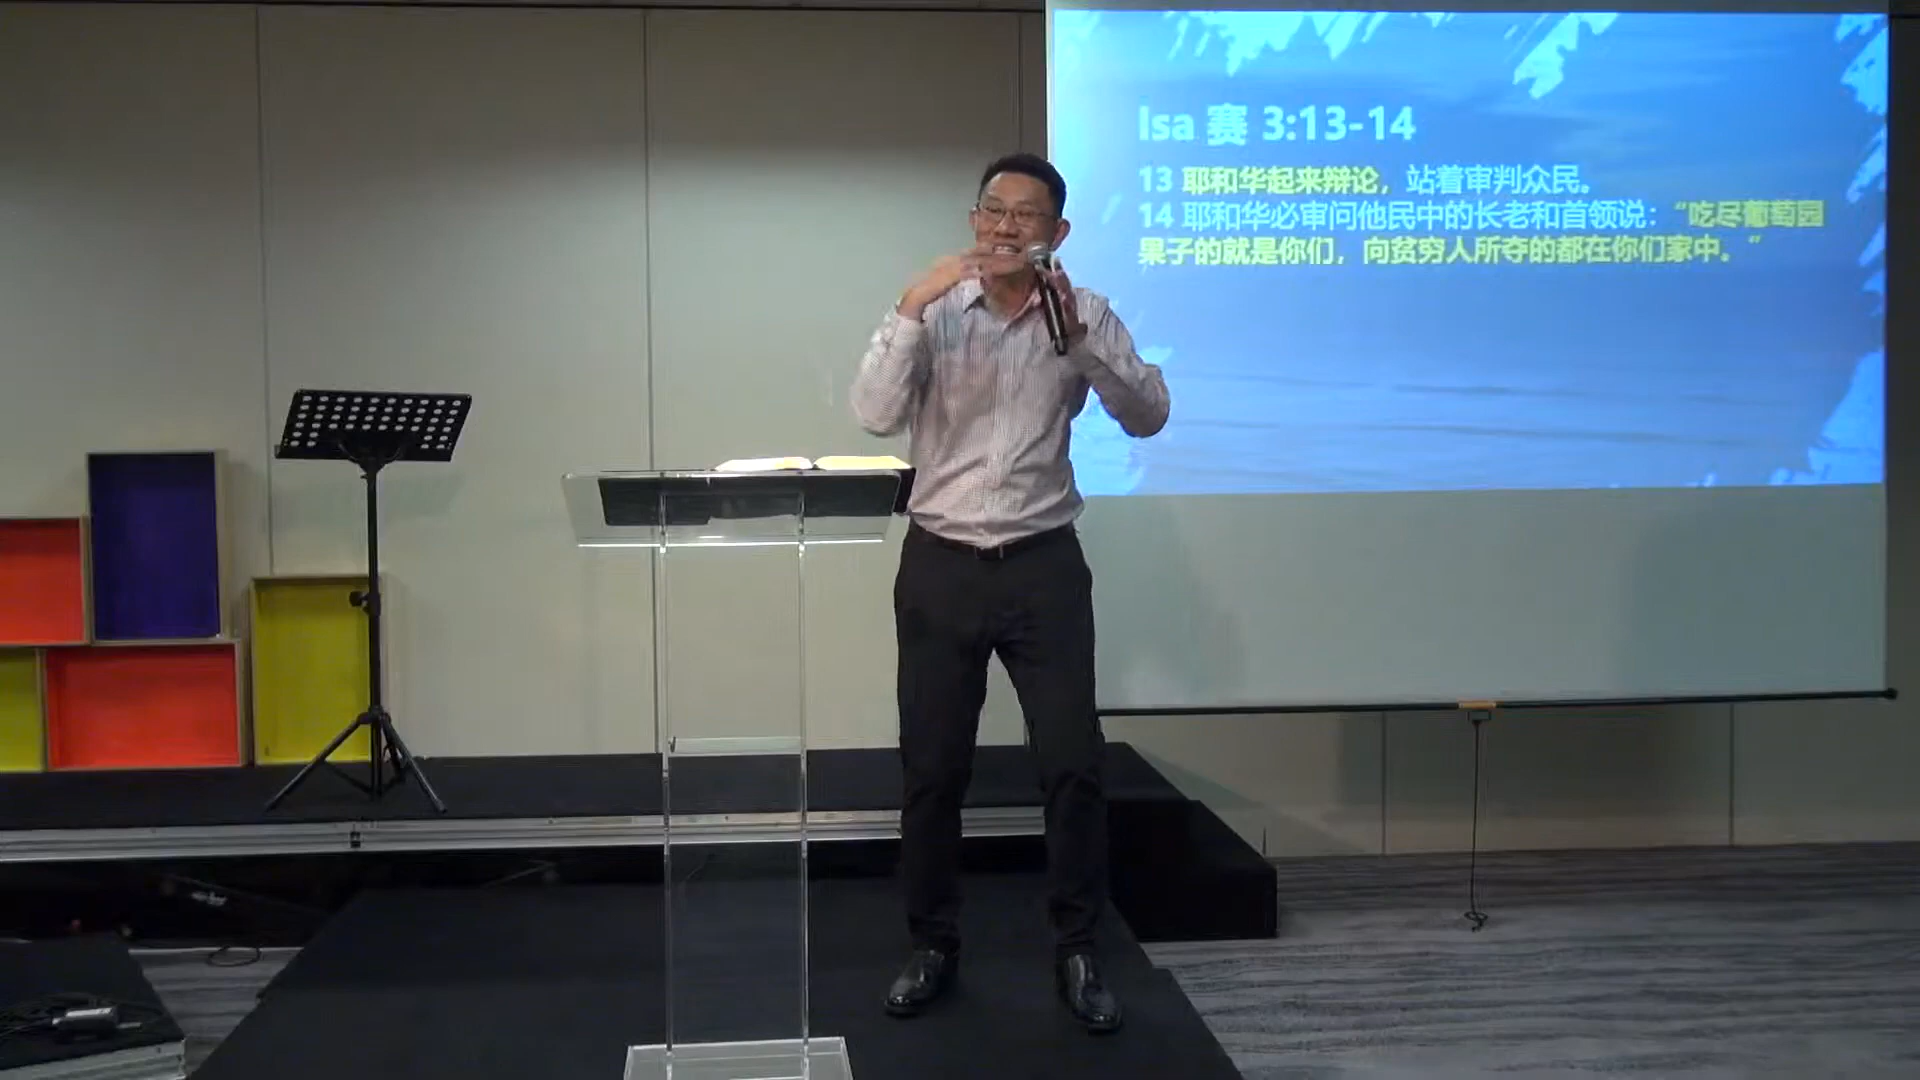 Isa 赛 3:13-14
13 耶和华起来辩论，站着审判众民。
14 耶和华必审问他民中的长老和首领说：“吃尽葡萄园
果子的就是你们，向贫穷人所夺的都在你们家中。”